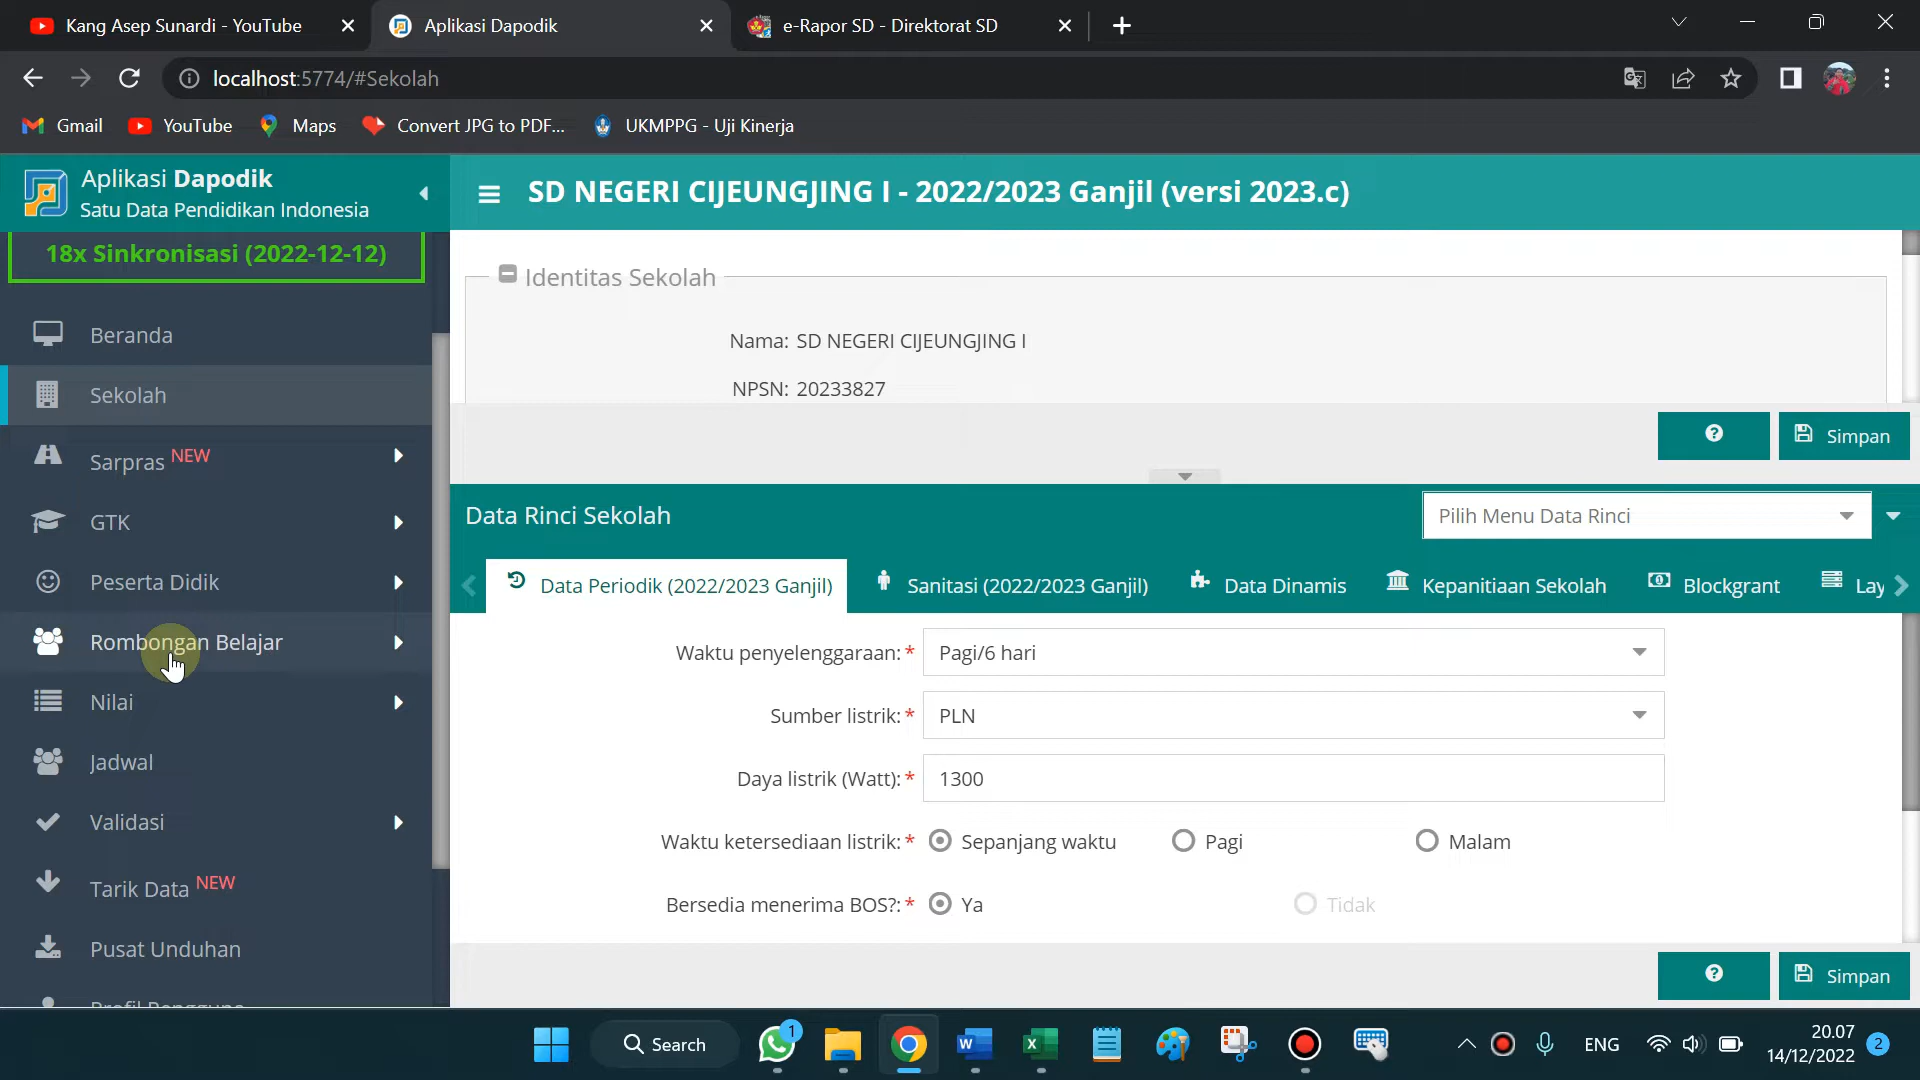 Kang Asep Sunardi - YouTube
Aplikasi Dapodik
e-Rapor SD - Direktorat SD
localhost:5774/#Sekolah
Gmail
YouTube
Maps
Convert JPG to PDF...
UKMPPG - Uji Kinerja
Aplikasi Dapodik
Satu Data Pendidikan Indonesia
SD NEGERI CIJEUNGJING I - 2022/2023 Ganjil (versi 2023.c)
18x Sinkronisasi (2022-12-12)
Beranda
Sekolah
Sarpras NEW
GTK
Peserta Didik
Rombongan Belajar
Nilai
Jadwal
Validasi
Tarik Data NEW
Pusat Unduhan
Profil Pengguna
Identitas Sekolah
Nama: SD NEGERI CIJEUNGJING I
NPSN: 20233827
Simpan
Data Rinci Sekolah
Pilih Menu Data Rinci
Data Periodik (2022/2023 Ganjil)
Sanitasi (2022/2023 Ganjil)
Data Dinamis
Kepanitiaan Sekolah
Blockgrant
Lay
Waktu penyelenggaraan:* Pagi/6 hari
Sumber listrik:* PLN
Daya listrik (Watt):* 1300
Waktu ketersediaan listrik:* Sepanjang waktu Pagi Malam
Bersedia menerima BOS?:* Ya Tidak
Simpan
Search
1
ENG
20.07
14/12/2022
2